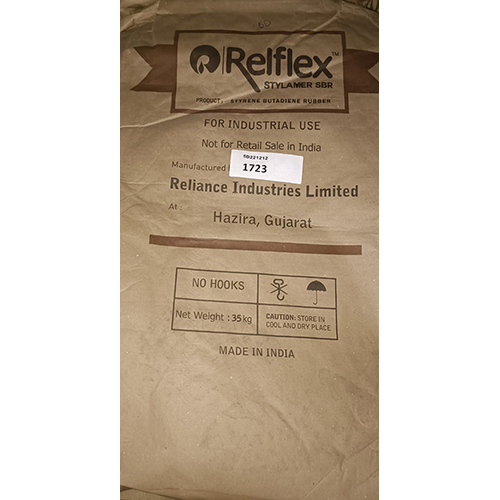 Relflex™
STYLAMER SBR
PRODUCT: STYRENE BUTADIENE RUBBER
FOR INDUSTRIAL USE
Not for Retail Sale in India
SD221212
1723
Manufactured
Reliance Industries Limited
At :
Hazira, Gujarat
NO HOOKS
Net Weight : 35kg
CAUTION: STORE IN
COOL AND DRY PLACE
MADE IN INDIA